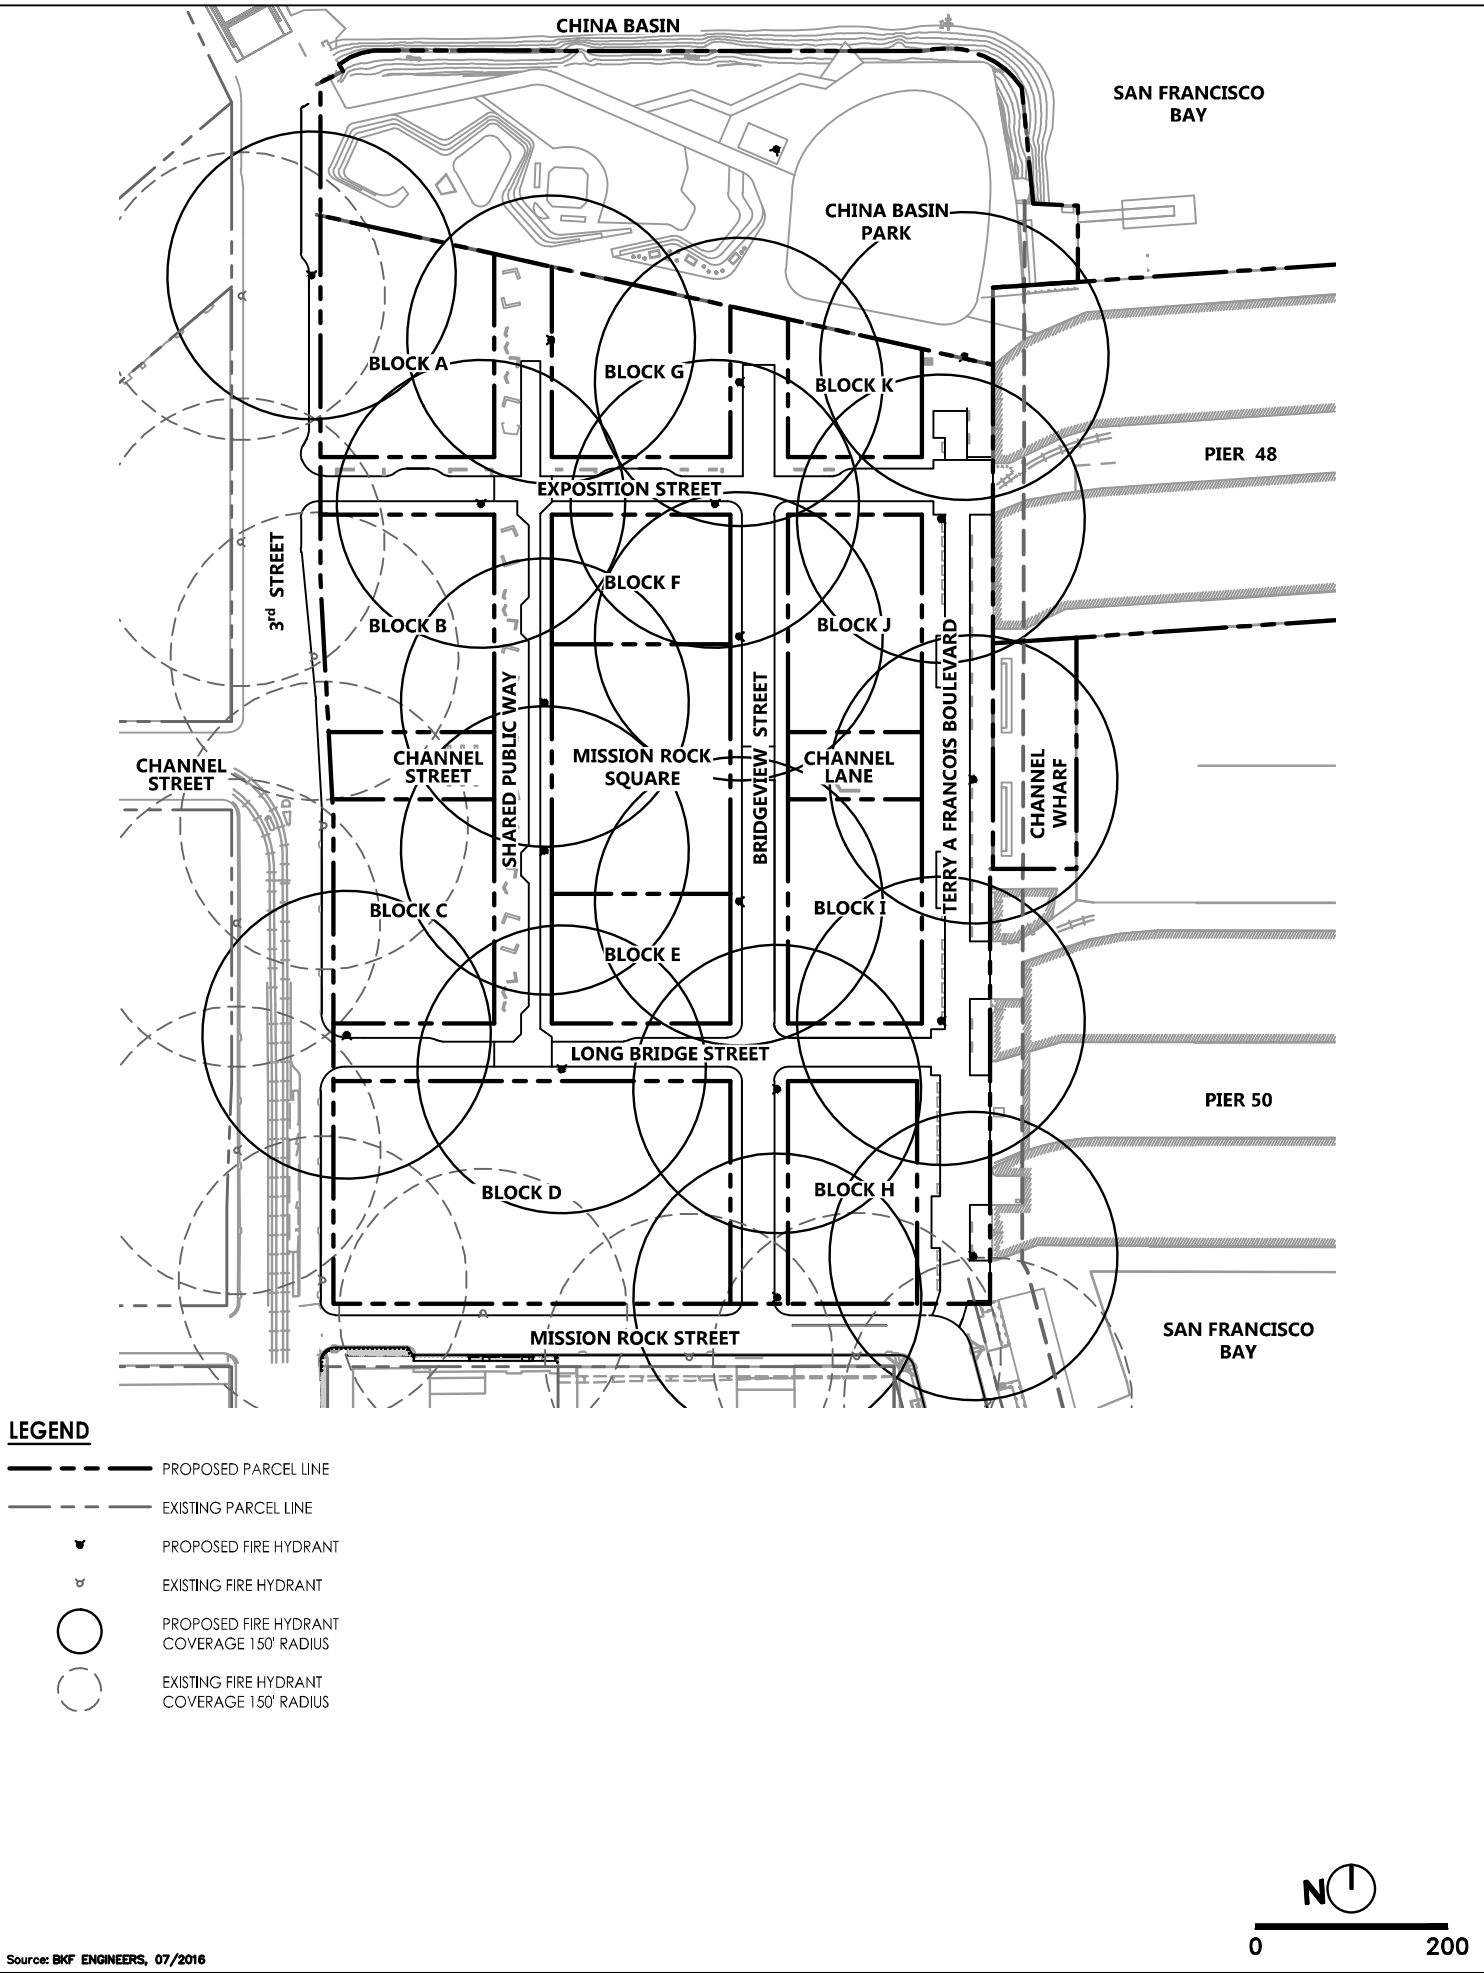 CHINA BASIN
SAN FRANCISCO
BAY
CHINA BASIN
PARK
BLOCK A
BLOCK G
BLOCK K
PIER 48
EXPOSITION STREET
3rd STREET
BLOCK F
BLOCK B
BLOCK J
SHARED PUBLIC WAY
BRIDGEVIEW STREET
TERRY A FRANCOIS BOULEVARD
CHANNEL
STREET
CHANNEL
STREET
MISSION ROCK
SQUARE
CHANNEL
LANE
CHANNEL
WHARF
BLOCK C
BLOCK I
BLOCK E
LONG BRIDGE STREET
PIER 50
BLOCK D
BLOCK H
MISSION ROCK STREET
SAN FRANCISCO
BAY
LEGEND
PROPOSED PARCEL LINE
EXISTING PARCEL LINE
PROPOSED FIRE HYDRANT
EXISTING FIRE HYDRANT
PROPOSED FIRE HYDRANT
COVERAGE 150' RADIUS
EXISTING FIRE HYDRANT
COVERAGE 150' RADIUS
N
0 200
Source: BKF ENGINEERS, 07/2016